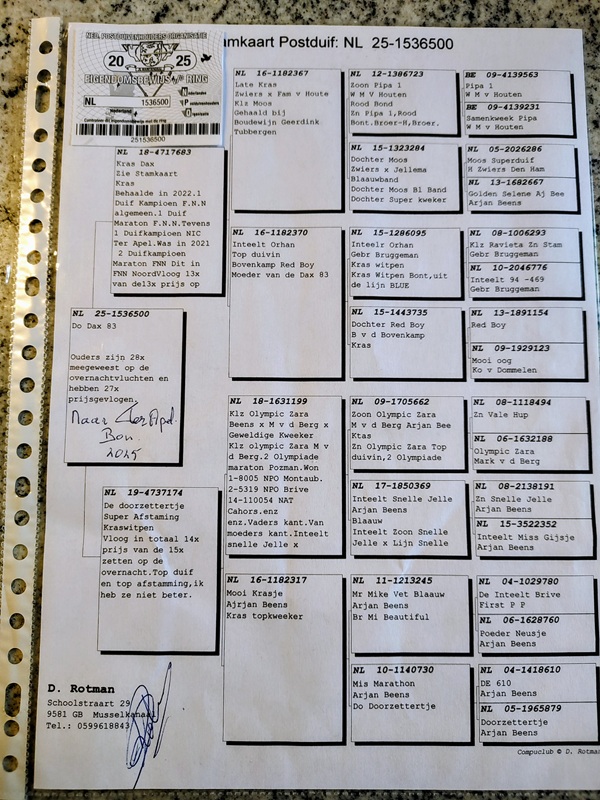 NED. POSTDUIVENHOUDERS ORGANISATIE
20 25
EIGENDOMSBEWIJS RING
NL 1536500
Nederlandse
Postduivenhouders
Organisatie
251536500
amkaart Postduif: NL 25-1536500
NL 18-4717683
Kras Dax
Zie Stamkaart
Kras
Behaalde in 2022.1
Duif Kampioen F.N.N
algemeen.1 Duif
Maraton F.N.N.Tevens
1 Duifkampioen NIC
Ter Apel.Was in 2021
2 Duifkampioen
Maraton FNN Dit in
FNN NoordVloog 13x
van de13x prijs op
NL 25-1536500
Do Dax 83
Ouders zijn 28x
meegeweest op de
overnachtvluchten en
hebben 27x
prijsgevlogen.
Naar Ter Apel
Bon.
2025
NL 19-4737174
De doorzettertje
Super Afstaming
Kraswitpen
Vloog in totaal 14x
prijs van de 15x
zetten op de
overnacht.Top duif
en top afstamming,ik
heb ze niet beter.
NL 16-1182367
Late Kras
Zwiers x Fam v Houte
Klz Moos
Gehaald bij
Boudewijn Geerdink
Tubbergen
NL 16-1182370
Inteelt Orhan
Top duivin
Bovenkamp Red Boy
Moeder van de Dax 83
NL 18-1631199
Klz Olympic Zara
Beens x M v d Berg x
Geweldige Kweeker
Klz olympic Zara M v
d Berg.2 Olympiade
maraton Pozman.Won
1-8005 NPO Montaub.
2-5319 NPO Brive
14-110054 NAT
Cahors.enz
enz.Vaders kant.Van
moeders kant.Inteelt
snelle Jelle x
NL 16-1182317
Mooi Krasje
Ajrjan Beens
Kras topkweeker
NL 12-1386723
Zoon Pipa 1
W M V Houten
Rood Bond
Zn Pipa 1,Rood
Bont.Broer-H,Broer.
NL 15-1323284
Dochter Moos
Zwiers x Jellema
Blaauwband
Dochter Moos Bl Band
Dochter Super kweker
NL 15-1286095
Inteelr Orhan
Gebr Bruggeman
Kras witpen
Kras Witpen Bont,uit
de lijn BLUE
NL 15-1443735
Dochter Red Boy
B v d Bovenkamp
Kras
NL 09-1705662
Zoon Olympic Zara
M v d Berg Arjan Bee
Ktas
Zn Olympic Zara Top
duivin,2 Olympiade
NL 17-1850369
Inteelt Snelle Jelle
Arjan Beens
Blaauw
Inteelt Zoon Snelle
Jelle x Lijn Snelle
NL 11-1213245
Mr Mike Vet Blaauw
Arjan Beens
Br Mi Beautiful
NL 10-1140730
Mis Marathon
Arjan Beens
Do Doorzettertje
BE 09-4139563
Pipa 1
W M v Houten
BE 09-4139231
Samenkweek Pipa
W M v Houten
NL 05-2026286
Moos Superduif
H Zwiers Den Ham
NL 13-1682667
Golden Selene Aj Bee
Arjan Beens
NL 08-1006293
Klz Ravieta Zn Stam
Gebr Bruggeman
NL 10-2046776
Inteelt 94 -469
Gebr Bruggeman
NL 13-1891154
Red Boy
NL 09-1929123
Mooi oog
Ko v Dommelen
NL 08-1118494
Zn Vale Hup
NL 06-1632188
Olympic Zara
Mark v d Berg
NL 08-2138191
Zn Snelle Jelle
Arjan Beens
NL 15-3522352
Inteelt Miss Gijsje
Arjan Beens
NL 04-1029780
De Inteelt Brive
First P P
NL 06-1628760
Poeder Neusje
Arjan Beens
NL 04-1418610
DE 610
Arjan Beens
NL 05-1965879
Doorzettertje
Arjan Beens
D. Rotman
Schoolstraat 29
9581 GB Musselkanaal
Tel.: 0599618843
Compuclub © D. Rotma